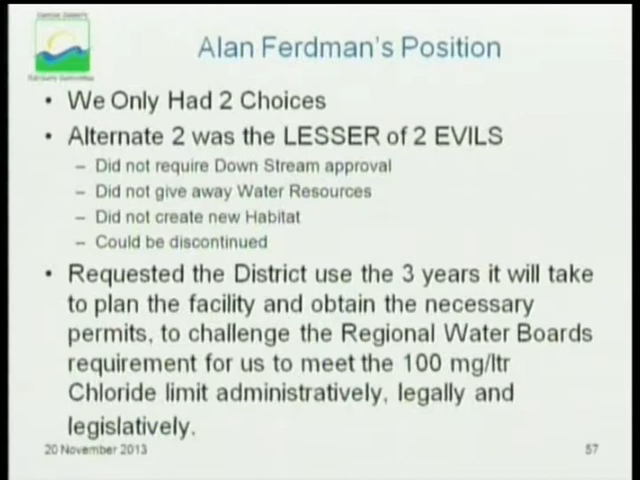 Alan Ferdman's Position
• We Only Had 2 Choices
• Alternate 2 was the LESSER of 2 EVILS
– Did not require Down Stream approval
– Did not give away Water Resources
– Did not create new Habitat
– Could be discontinued
• Requested the District use the 3 years it will take
to plan the facility and obtain the necessary
permits, to challenge the Regional Water Boards
requirement for us to meet the 100 mg/ltr
Chloride limit administratively, legally and
legislatively.
20 November 2013
57